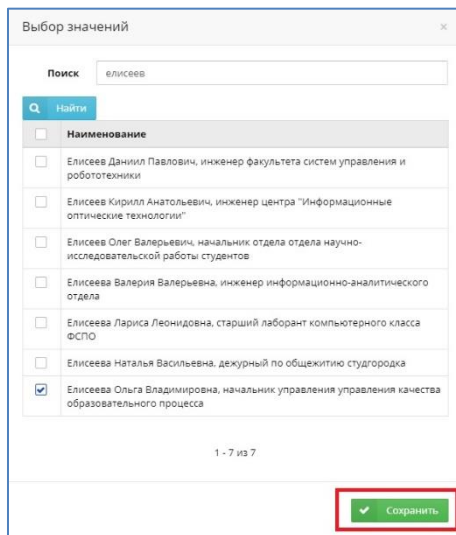 Выбор значений
×
Поиск
елисеев
Найти
Наименование
Елисеев Даниил Павлович, инженер факультета систем управления и
робототехники
Елисеев Кирилл Анатольевич, инженер центра "Информационные
оптические технологии"
Елисеев Олег Валерьевич, начальник отдела отдела научно-
исследовательской работы студентов
Елисеева Валерия Валерьевна, инженер информационно-аналитического
отдела
Елисеева Лариса Леонидовна, старший лаборант компьютерного класса
ФСПО
Елисеева Наталья Васильевна, дежурный по общежитию студгородка
Елисеева Ольга Владимировна, начальник управления управления качества
образовательного процесса
1 - 7 из 7
Сохранить